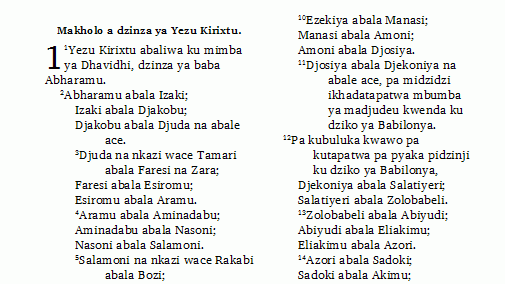 Makholo a dzinza ya Yezu Kirixtu.
1 ¹Yezu Kirixtu abaliwa ku mimba
ya Dhavidhi, dzinza ya baba
Abharamu.
²Abharamu abala Izaki;
Izaki abala Djakobu;
Djakobu abala Djuda na abale
ace.
³Djuda na nkazi wace Tamari
abala Faresi na Zara;
Faresi abala Esiromu;
Esiromu abala Aramu.
⁴Aramu abala Aminadabu;
Aminadabu abala Nasoni;
Nasoni abala Salamoni.
⁵Salamoni na nkazi wace Rakabi
abala Bozi;
¹⁰Ezekiya abala Manasi;
Manasi abala Amoni;
Amoni abala Djosiya.
¹¹Djosiya abala Djekoniya na
abale ace, pa midzidzi
ikhadatapatwa mbumba
ya madjudeu kwenda ku
dziko ya Babilonya.
¹²Pa kubuluka kwawo pa
kutapatwa pa pyaka pidzinji
ku dziko ya Babilonya,
Djekoniya abala Salatiyeri;
Salatiyeri abala Zolobabeli.
¹³Zolobabeli abala Abiyudi;
Abiyudi abala Eliakimu;
Eliakimu abala Azori.
¹⁴Azori abala Sadoki;
Sadoki abala Akimu;